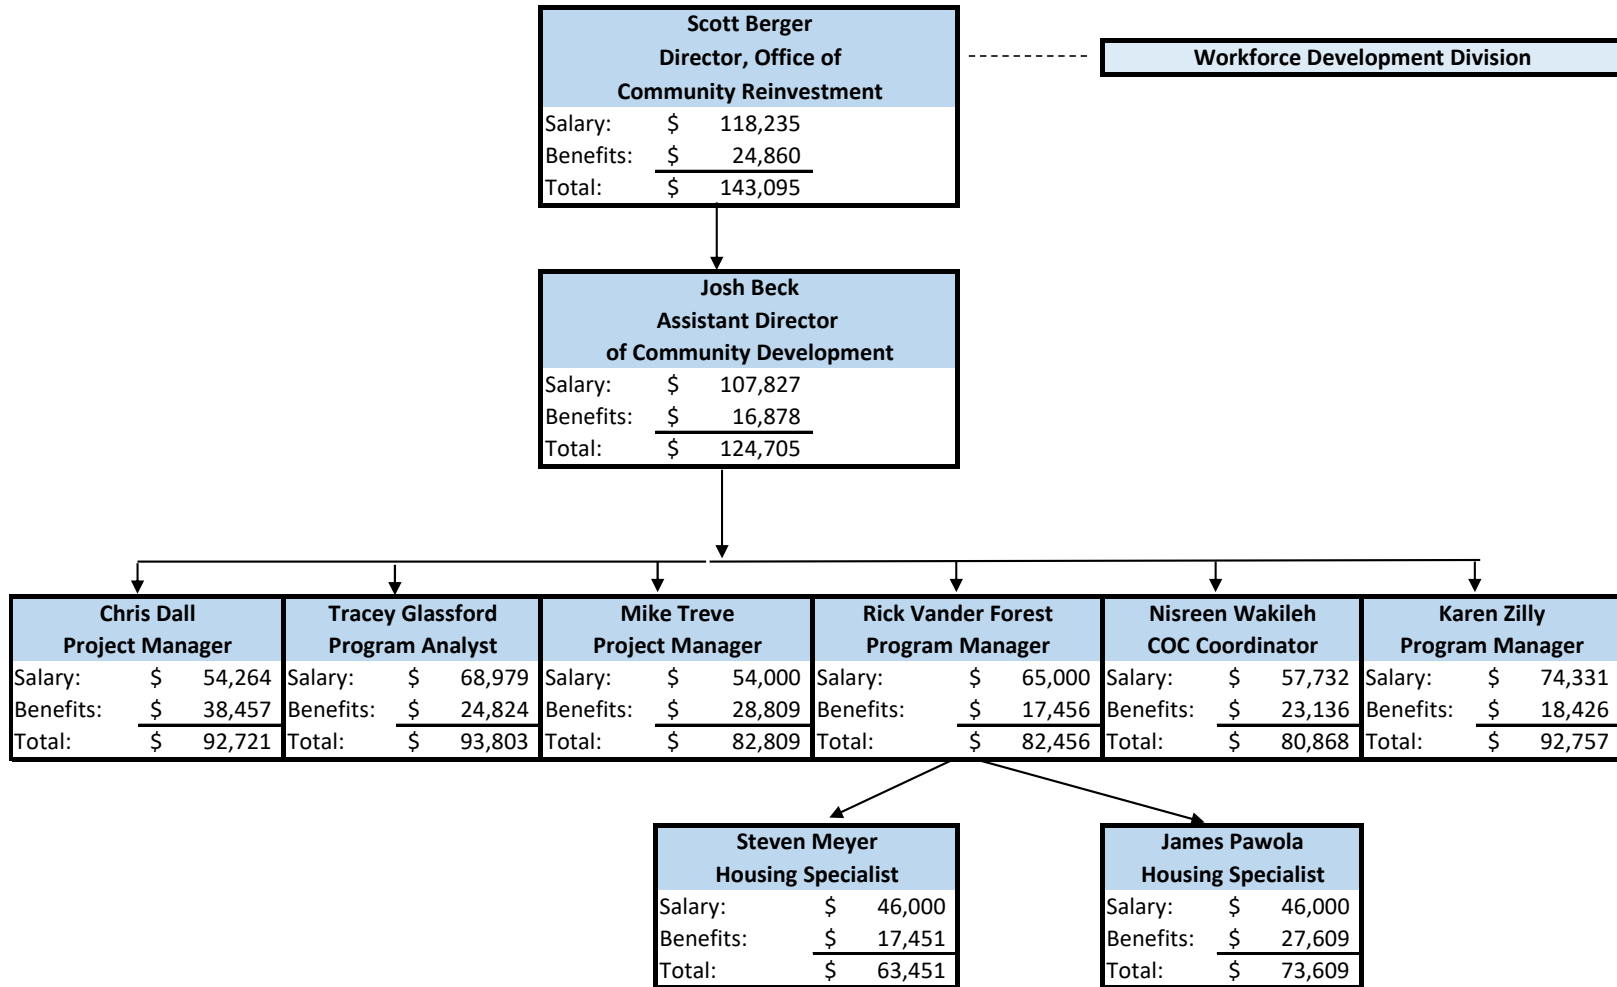 Scott Berger
Director, Office of
Community Reinvestment
Salary: $ 118,235
Benefits: $ 24,860
Total: $ 143,095
Workforce Development Division
Josh Beck
Assistant Director
of Community Development
Salary: $ 107,827
Benefits: $ 16,878
Total: $ 124,705
Chris Dall
Project Manager
Salary: $ 54,264
Benefits: $ 38,457
Total: $ 92,721
Tracey Glassford
Program Analyst
Salary: $ 68,979
Benefits: $ 24,824
Total: $ 93,803
Mike Treve
Project Manager
Salary: $ 54,000
Benefits: $ 28,809
Total: $ 82,809
Rick Vander Forest
Program Manager
Salary: $ 65,000
Benefits: $ 17,456
Total: $ 82,456
Nisreen Wakileh
COC Coordinator
Salary: $ 57,732
Benefits: $ 23,136
Total: $ 80,868
Karen Zilly
Program Manager
Salary: $ 74,331
Benefits: $ 18,426
Total: $ 92,757
Steven Meyer
Housing Specialist
Salary: $ 46,000
Benefits: $ 17,451
Total: $ 63,451
James Pawola
Housing Specialist
Salary: $ 46,000
Benefits: $ 27,609
Total: $ 73,609